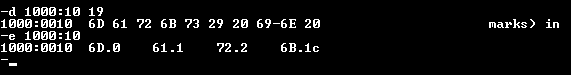 -d 1000:10 19
1000:0010 6D 61 72 6B 73 29 20 69-6E 20 marks) in
-e 1000:10
1000:0010 6D.0 61.1 72.2 6B.1c
-_